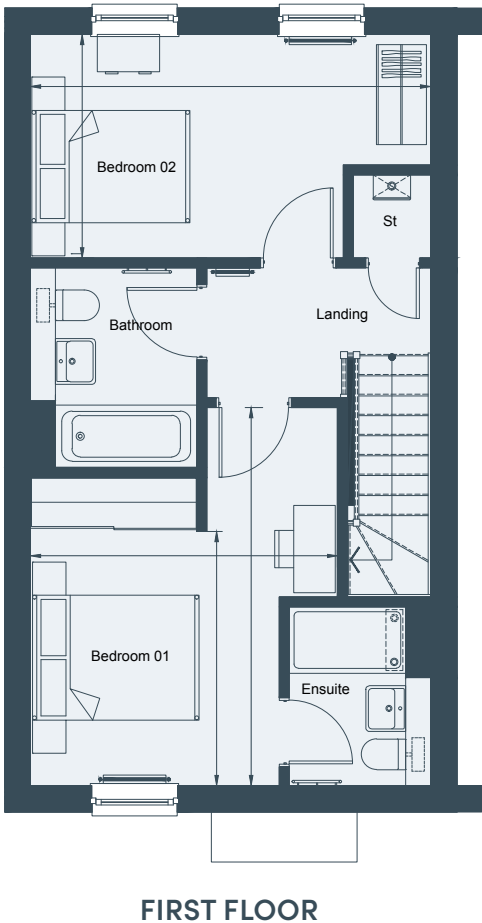 Bedroom 02
St
Landing
Bathroom
Bedroom 01
Ensuite
FIRST FLOOR